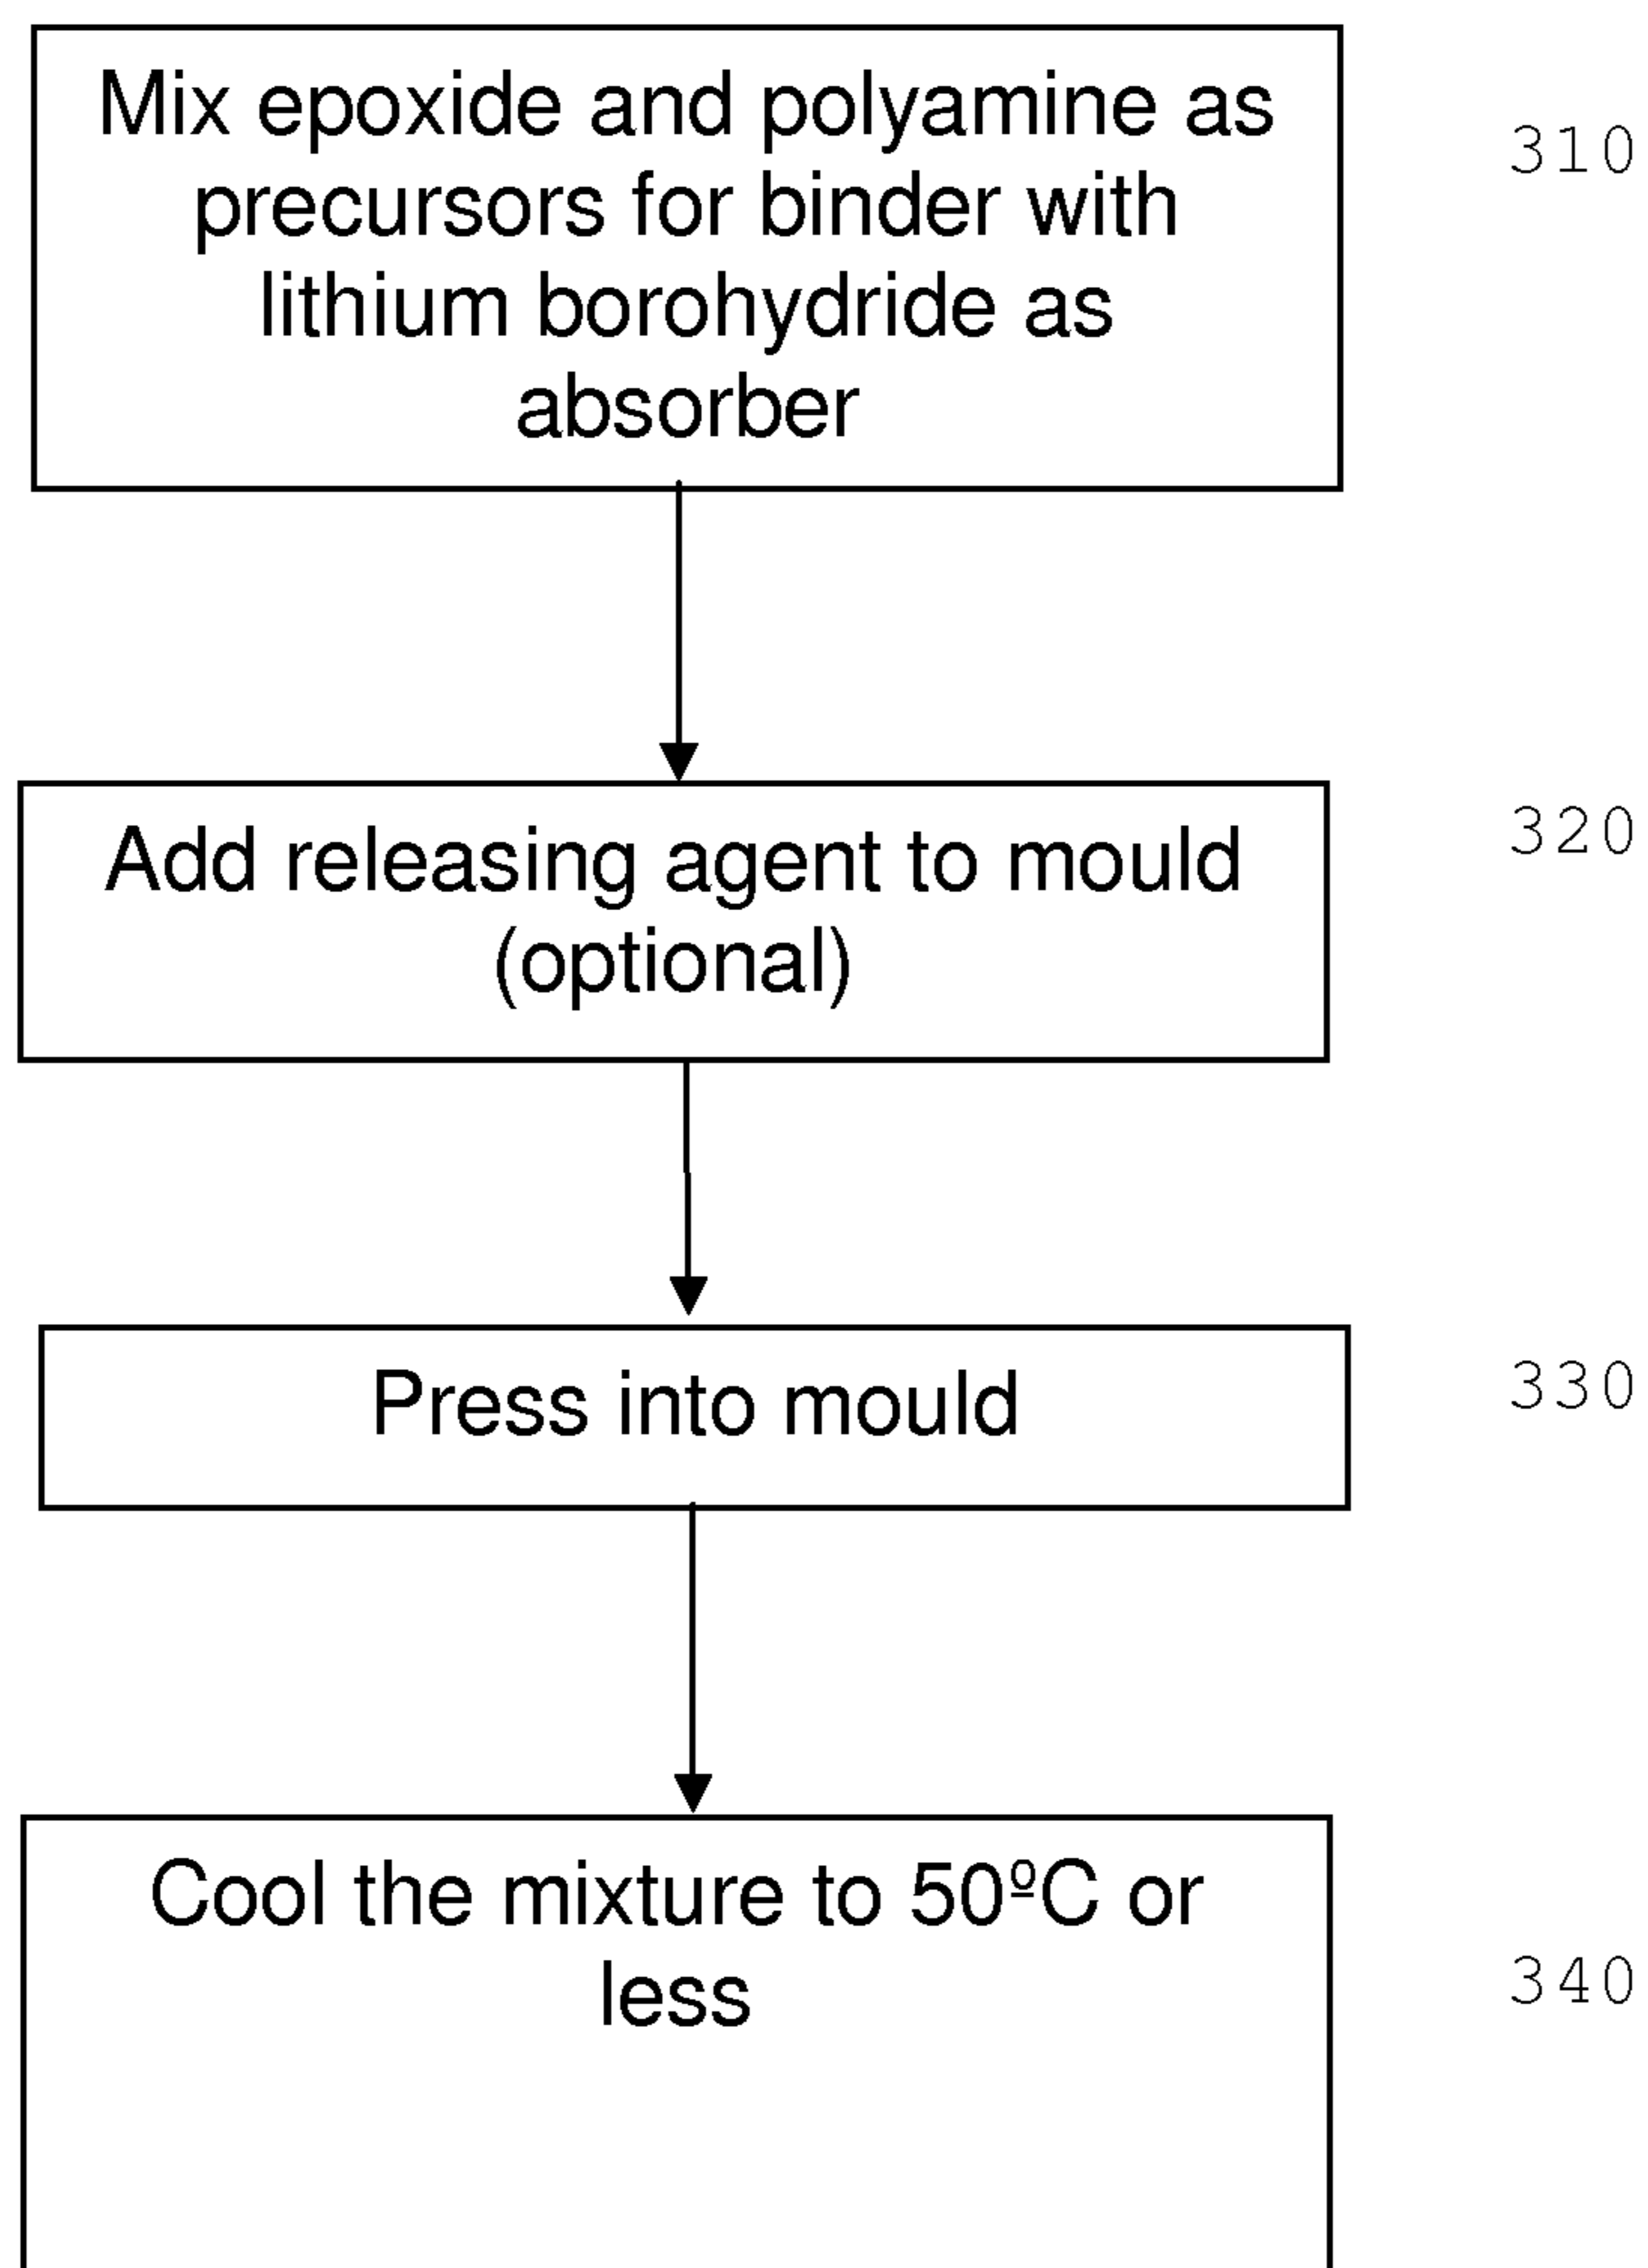 Mix epoxide and polyamine as
310
precursors for binder with
lithium borohydride as
absorber
Add releasing agent to mould
320
(optional)
Press into mould
330
Cool the mixture to 50ºC or
less
340